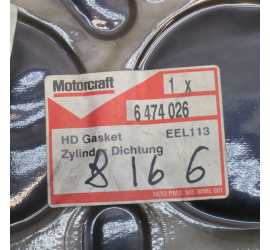 Motorcraft
1 x
6 474 026
HD Gasket EEL113
Zylinder Dichtung
8166